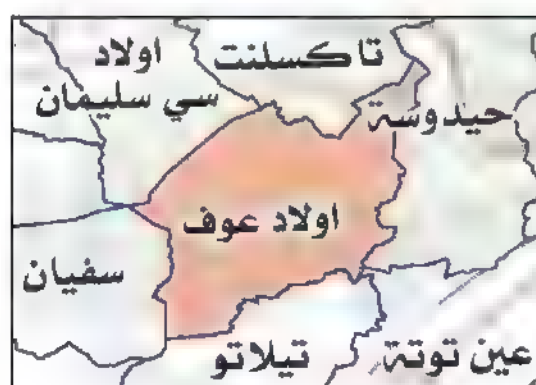 اولاد
سي سليمان
تاكسلنت
حيدوسة
اولاد عوف
سفيان
تيلاتو
عين توتة